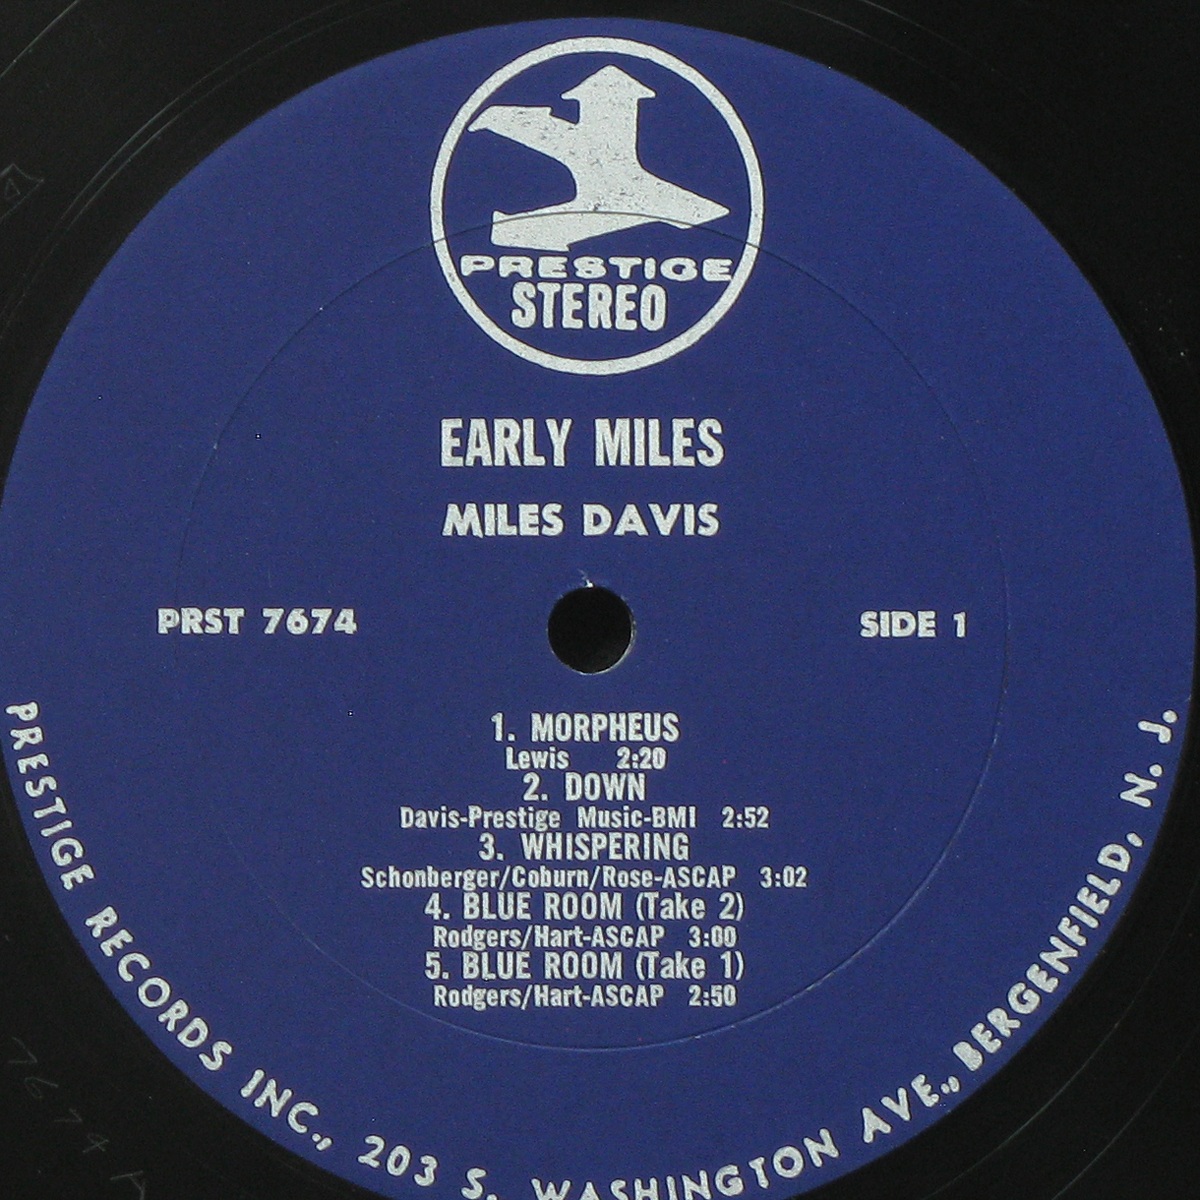 PRESTIGE
STEREO
EARLY MILES
MILES DAVIS
PRST 7674
SIDE 1
1. MORPHEUS
Lewis 2:20
2. DOWN
Davis-Prestige Music-BMI 2:52
3. WHISPERING
Schonberger/Coburn/Rose-ASCAP 3:02
4. BLUE ROOM (Take 2)
Rodgers/Hart-ASCAP 3:00
5. BLUE ROOM (Take 1)
Rodgers/Hart-ASCAP 2:50
PRESTIGE RECORDS INC., 203 S. WASHINGTON AVE., BERGENFIELD, N. J.
7674 A